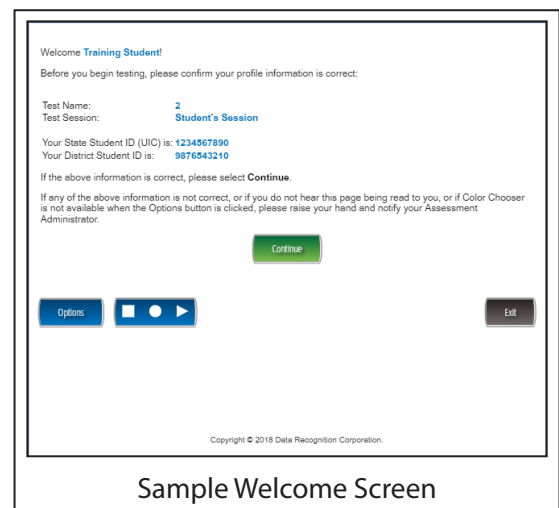 Welcome Training Student!
Before you begin testing, please confirm your profile information is correct:
Test Name: 2
Test Session: Student's Session
Your State Student ID (UIC) is: 1234567890
Your District Student ID is: 9876543210
If the above information is correct, please select Continue.
If any of the above information is not correct, or if you do not hear this page being read to you, or if Color Chooser
is not available when the Options button is clicked, please raise your hand and notify your Assessment
Administrator.
Continue
Options Exit
Copyright © 2018 Data Recognition Corporation.
Sample Welcome Screen